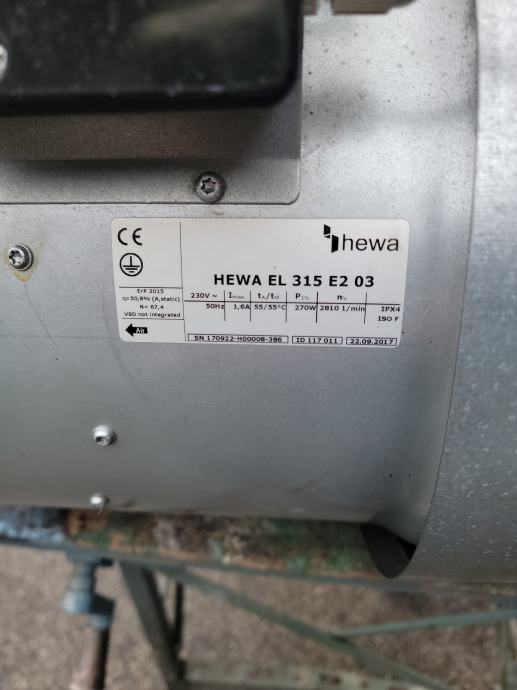 CE
hewa
HEWA EL 315 E2 03
ErP 2015
η=50,8% (A,static)
N= 67,4
VSD not integrated
Air
230V ~ Imax. tA/tM P1N nN
50Hz 1,6A 55/55°C 270W 2810 1/min IPX4
ISO F
SN 170922-H00008-386 ID 117 011 22.09.2017